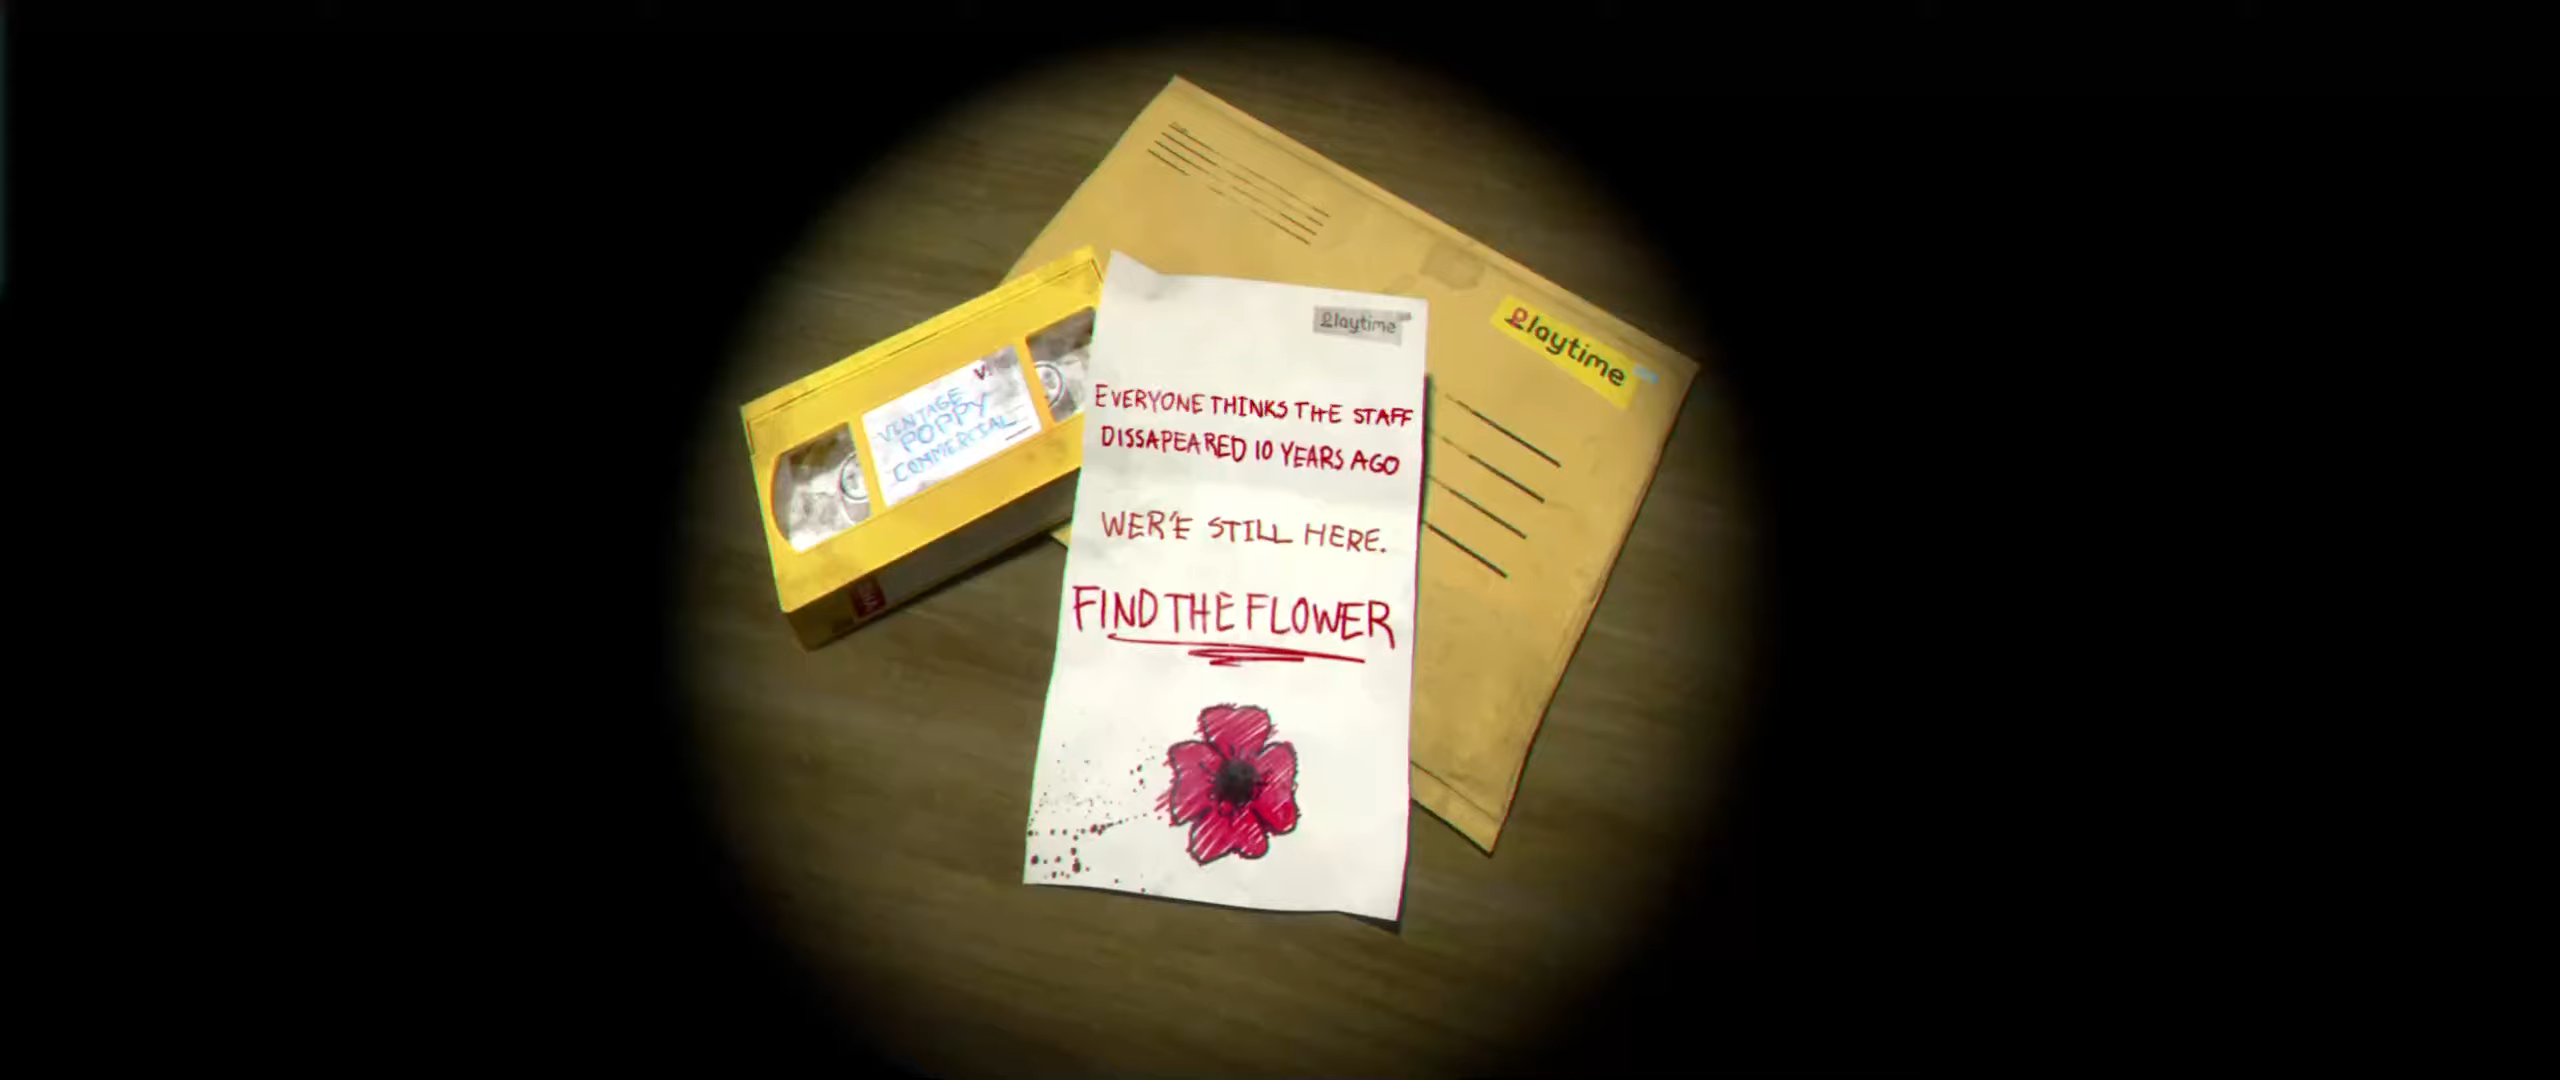 Playtime
Playtime
VINTAGE
POPPY
COMMERCIAL
EVERYONE THINKS THE STAFF
DISSAPEARED 10 YEARS AGO
WER'E STILL HERE.
FIND THE FLOWER